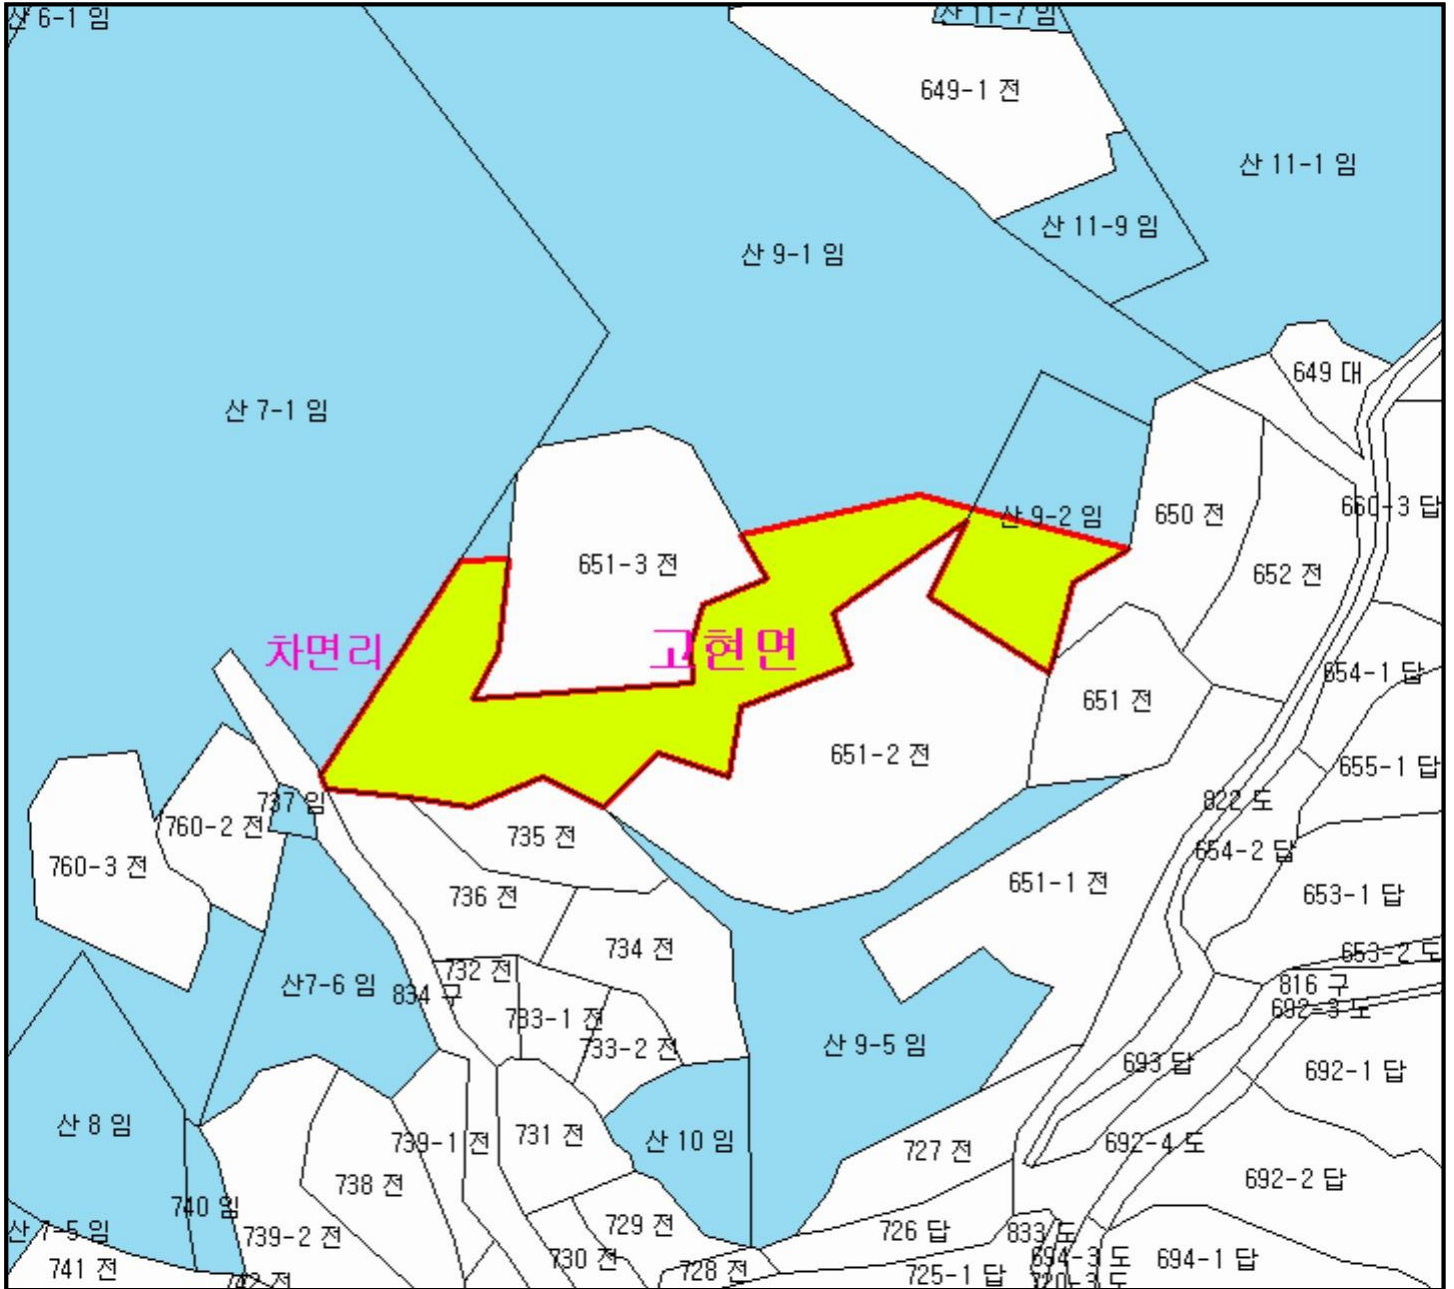 산 6-1 임
산 11-7 임
649-1 전
산 11-1 임
산 11-9 임
산 9-1 임
649 대
산 7-1 임
660-3 답
산 9-2 임
650 전
651-3 전
652 전
차면리
고현면
654-1 답
651 전
651-2 전
655-1 답
737 임
822 도
760-2 전
735 전
654-2 답
760-3 전
651-1 전
736 전
653-1 답
734 전
653-2 도
732 전
산7-6 임
834 구
816 구
692-3 도
733-1 전
733-2 전
산 9-5 임
693 답
692-1 답
산 8 임
731 전
산 10 임
739-1 전
692-4 도
727 전
738 전
692-2 답
740 임
729 전
산 7-5 임
739-2 전
726 답
833 도
730 전
694-3 도
694-1 답
741 전
728 전
725-1 답
742 전
720-3 도